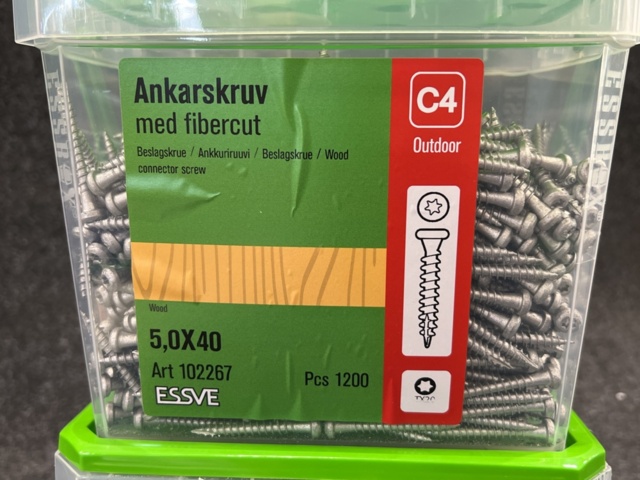 Ankarskruv
med fibercut
Beslagskrue / Ankkuriruuvi / Beslagskrue / Wood
connector screw
C4
Outdoor
Wood
5,0X40
Art 102267
Pcs 1200
ESSVE